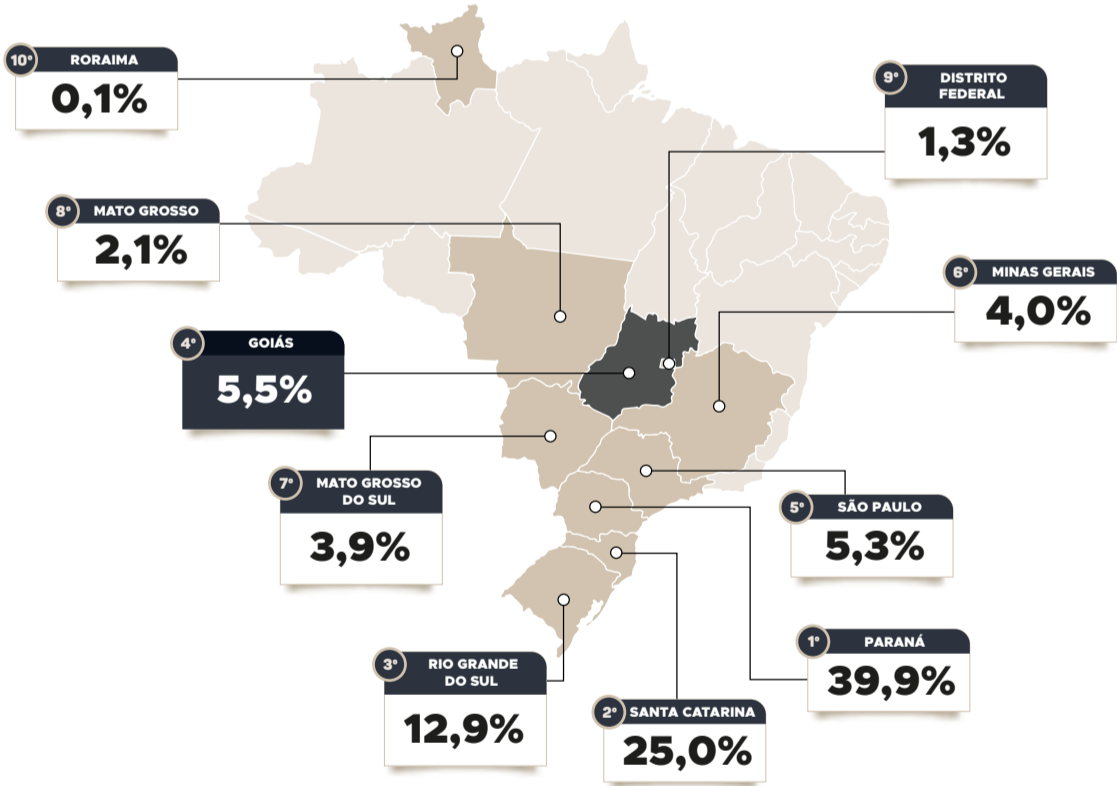 10º RORAIMA
0,1%
9º DISTRITO
FEDERAL
1,3%
8º MATO GROSSO
2,1%
6º MINAS GERAIS
4,0%
4º GOIÁS
5,5%
7º MATO GROSSO
DO SUL
3,9%
5º SÃO PAULO
5,3%
1º PARANÁ
39,9%
3º RIO GRANDE
DO SUL
12,9%
2º SANTA CATARINA
25,0%